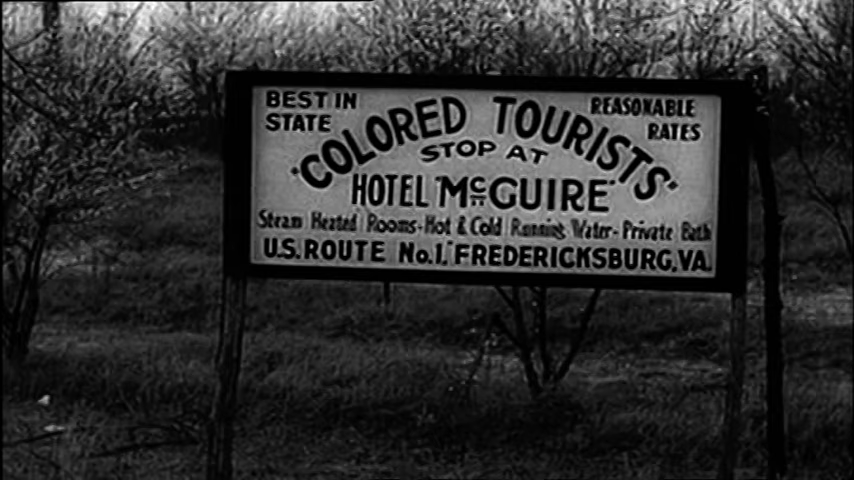 BEST IN STATE
REASONABLE RATES
"COLORED TOURISTS"
STOP AT
HOTEL "McGUIRE"
Steam Heated Rooms-Hot & Cold Running Water-Private Bath
U.S. ROUTE No.1. FREDERICKSBURG, VA.